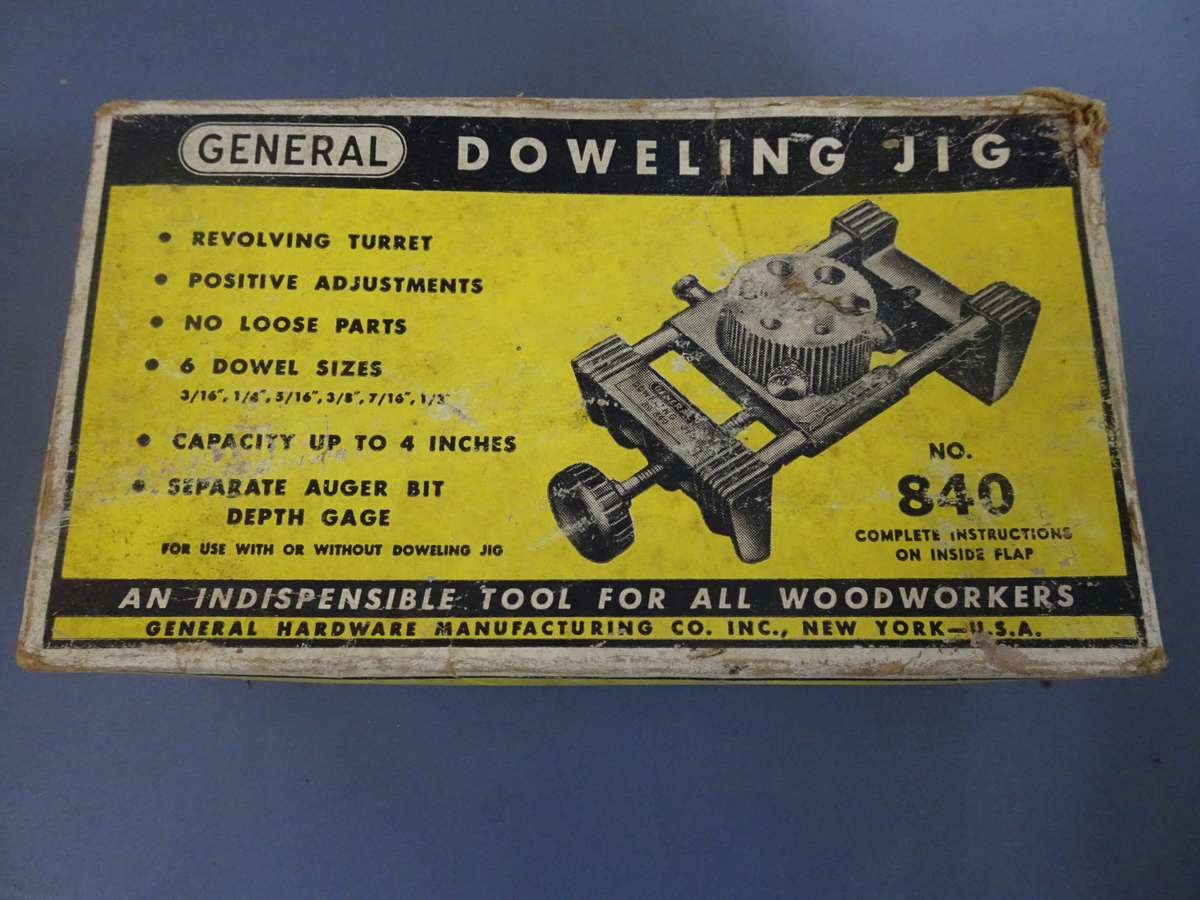 GENERAL DOWELING JIG
• REVOLVING TURRET
• POSITIVE ADJUSTMENTS
• NO LOOSE PARTS
• 6 DOWEL SIZES
3/16", 1/4", 5/16", 3/8", 7/16", 1/2"
• CAPACITY UP TO 4 INCHES
• SEPARATE AUGER BIT
DEPTH GAGE
FOR USE WITH OR WITHOUT DOWELING JIG
GENERAL
NO.
840
COMPLETE INSTRUCTIONS
ON INSIDE FLAP
AN INDISPENSIBLE TOOL FOR ALL WOODWORKERS
GENERAL HARDWARE MANUFACTURING CO. INC., NEW YORK—U.S.A.